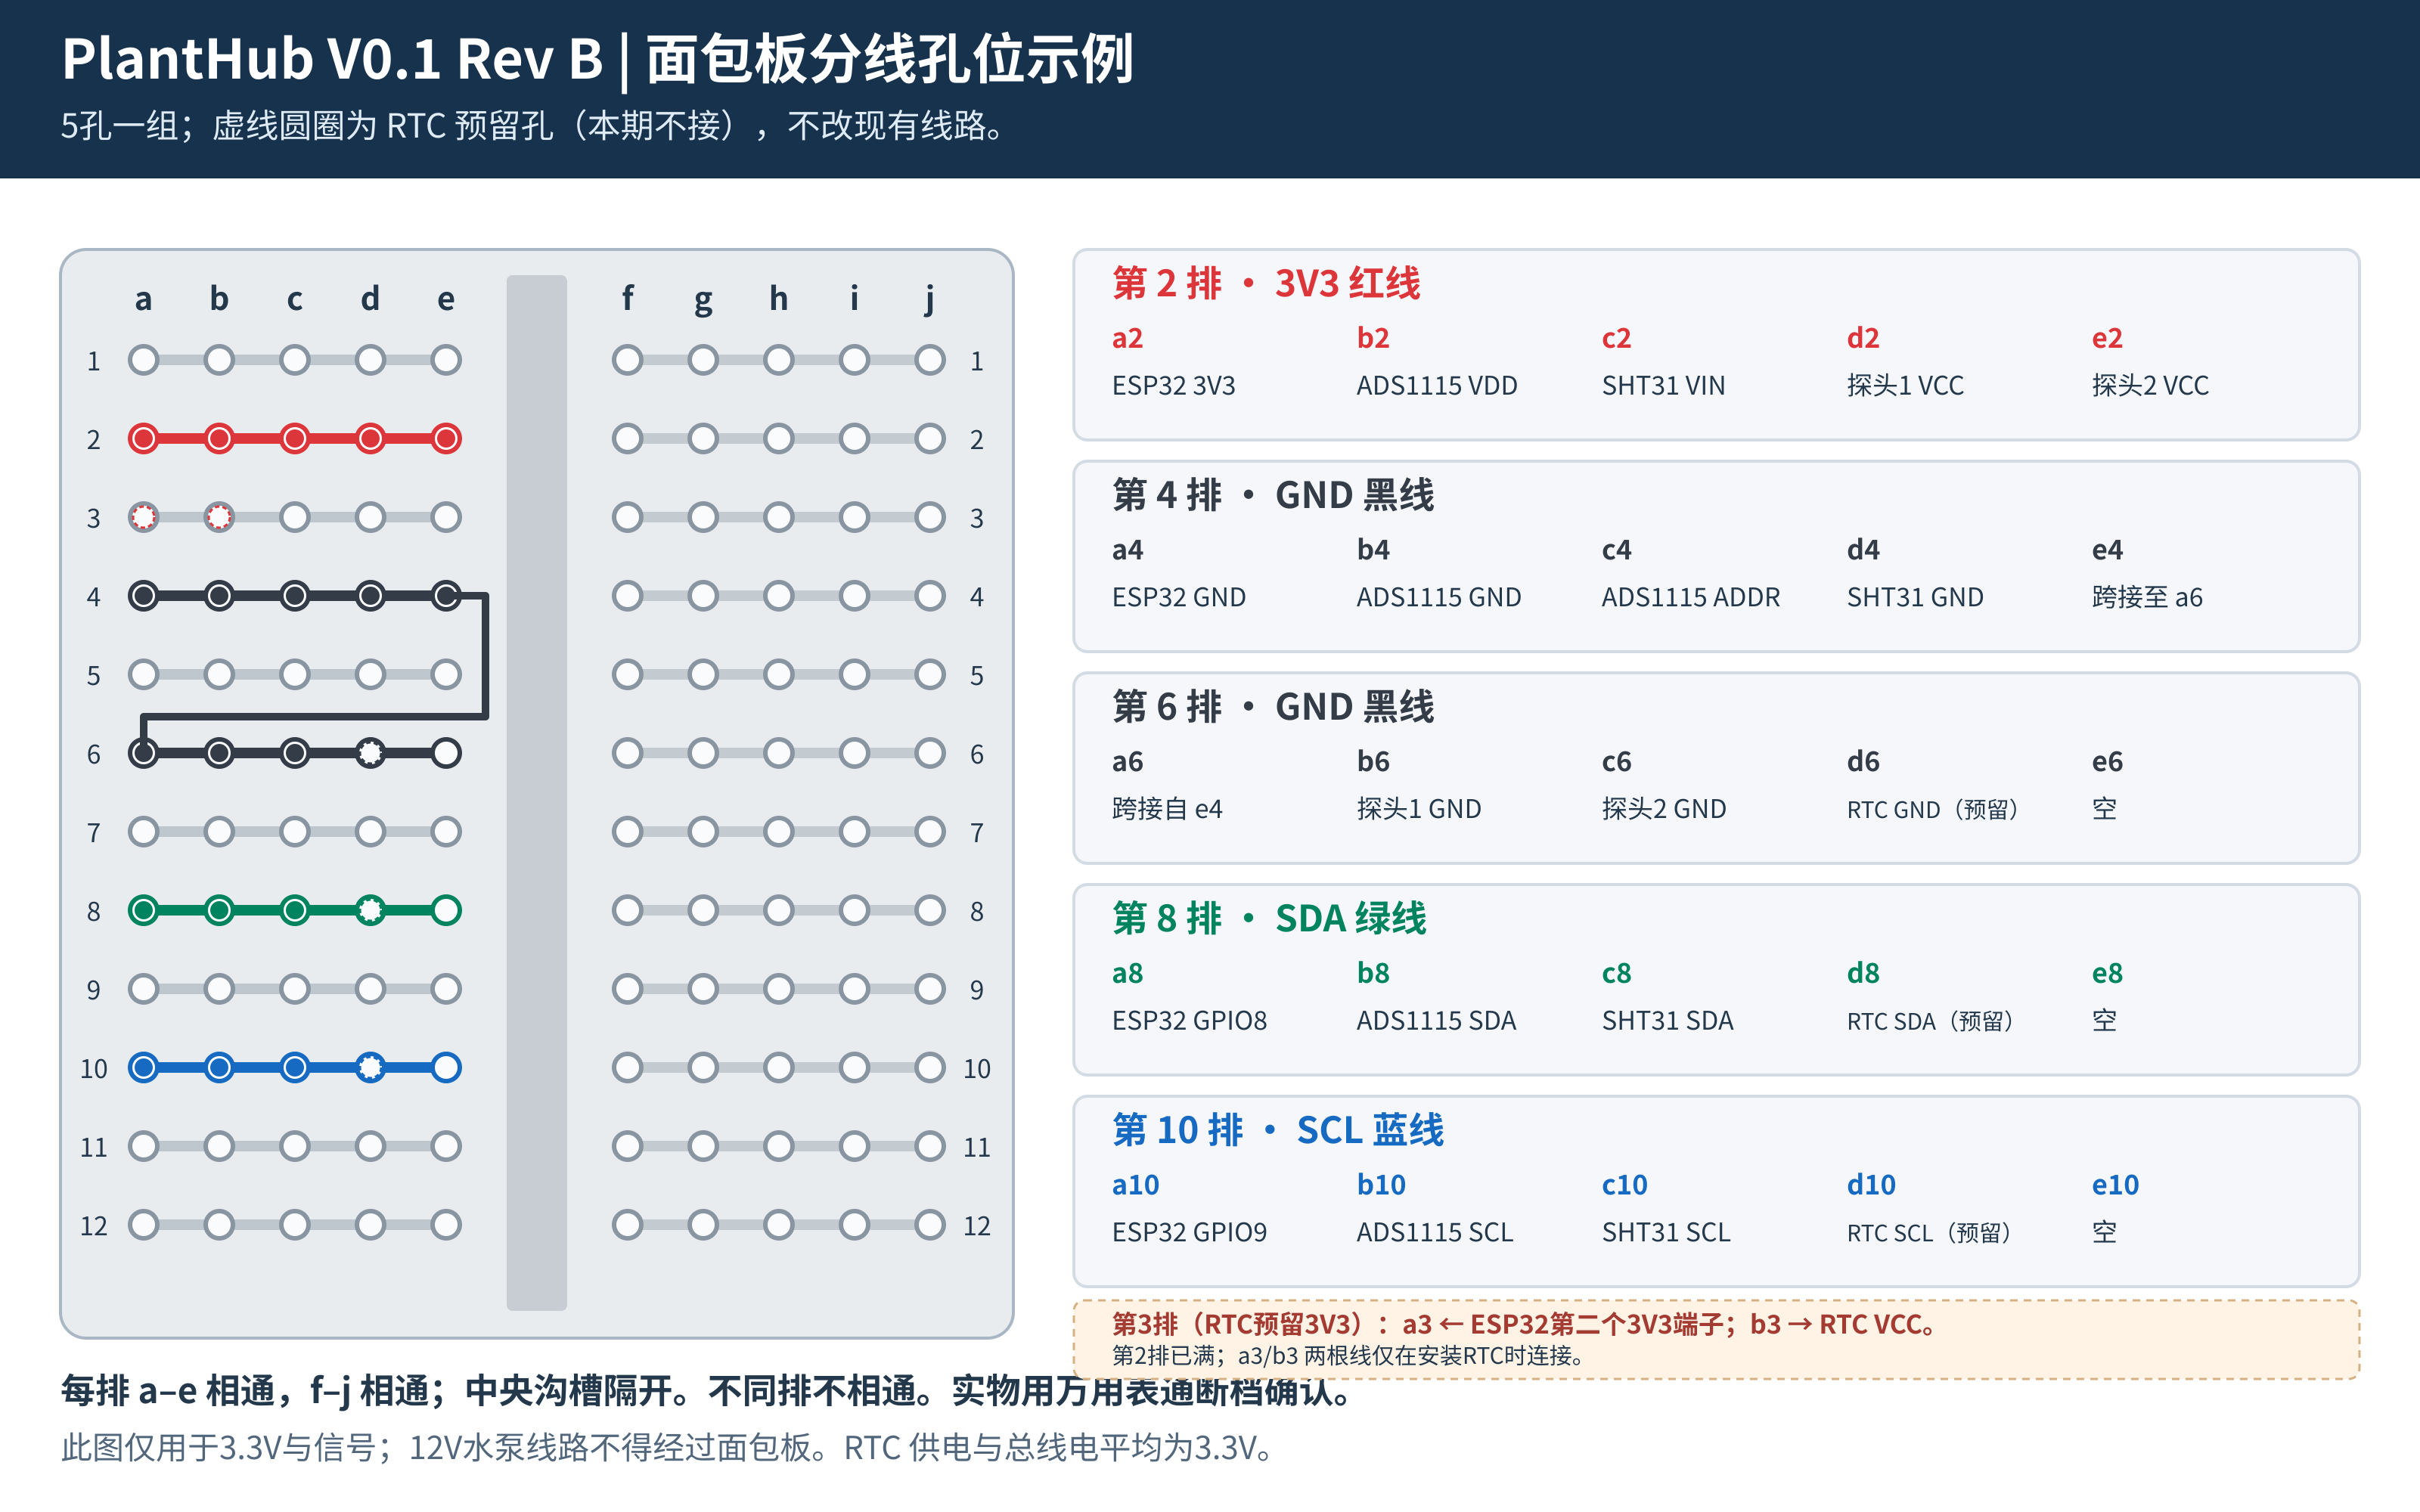 PlantHub V0.1 Rev B | 面包板分线孔位示例
5孔一组；虚线圆圈为 RTC 预留孔（本期不接），不改现有线路。
a b c d e f g h i j
1 1
2 2
3 3
4 4
5 5
6 6
7 7
8 8
9 9
10 10
11 11
12 12
第 2 排 · 3V3 红线
a2 b2 c2 d2 e2
ESP32 3V3 ADS1115 VDD SHT31 VIN 探头1 VCC 探头2 VCC
第 4 排 · GND 黑线
a4 b4 c4 d4 e4
ESP32 GND ADS1115 GND ADS1115 ADDR SHT31 GND 跨接至 a6
第 6 排 · GND 黑线
a6 b6 c6 d6 e6
跨接自 e4 探头1 GND 探头2 GND RTC GND（预留） 空
第 8 排 · SDA 绿线
a8 b8 c8 d8 e8
ESP32 GPIO8 ADS1115 SDA SHT31 SDA RTC SDA（预留） 空
第 10 排 · SCL 蓝线
a10 b10 c10 d10 e10
ESP32 GPIO9 ADS1115 SCL SHT31 SCL RTC SCL（预留） 空
第3排（RTC预留3V3）：a3 ← ESP32第二个3V3端子；b3 → RTC VCC。
第2排已满；a3/b3 两根线仅在安装RTC时连接。
每排 a–e 相通，f–j 相通；中央沟槽隔开。不同排不相通。实物用万用表通断档确认。
此图仅用于3.3V与信号；12V水泵线路不得经过面包板。RTC 供电与总线电平均为3.3V。